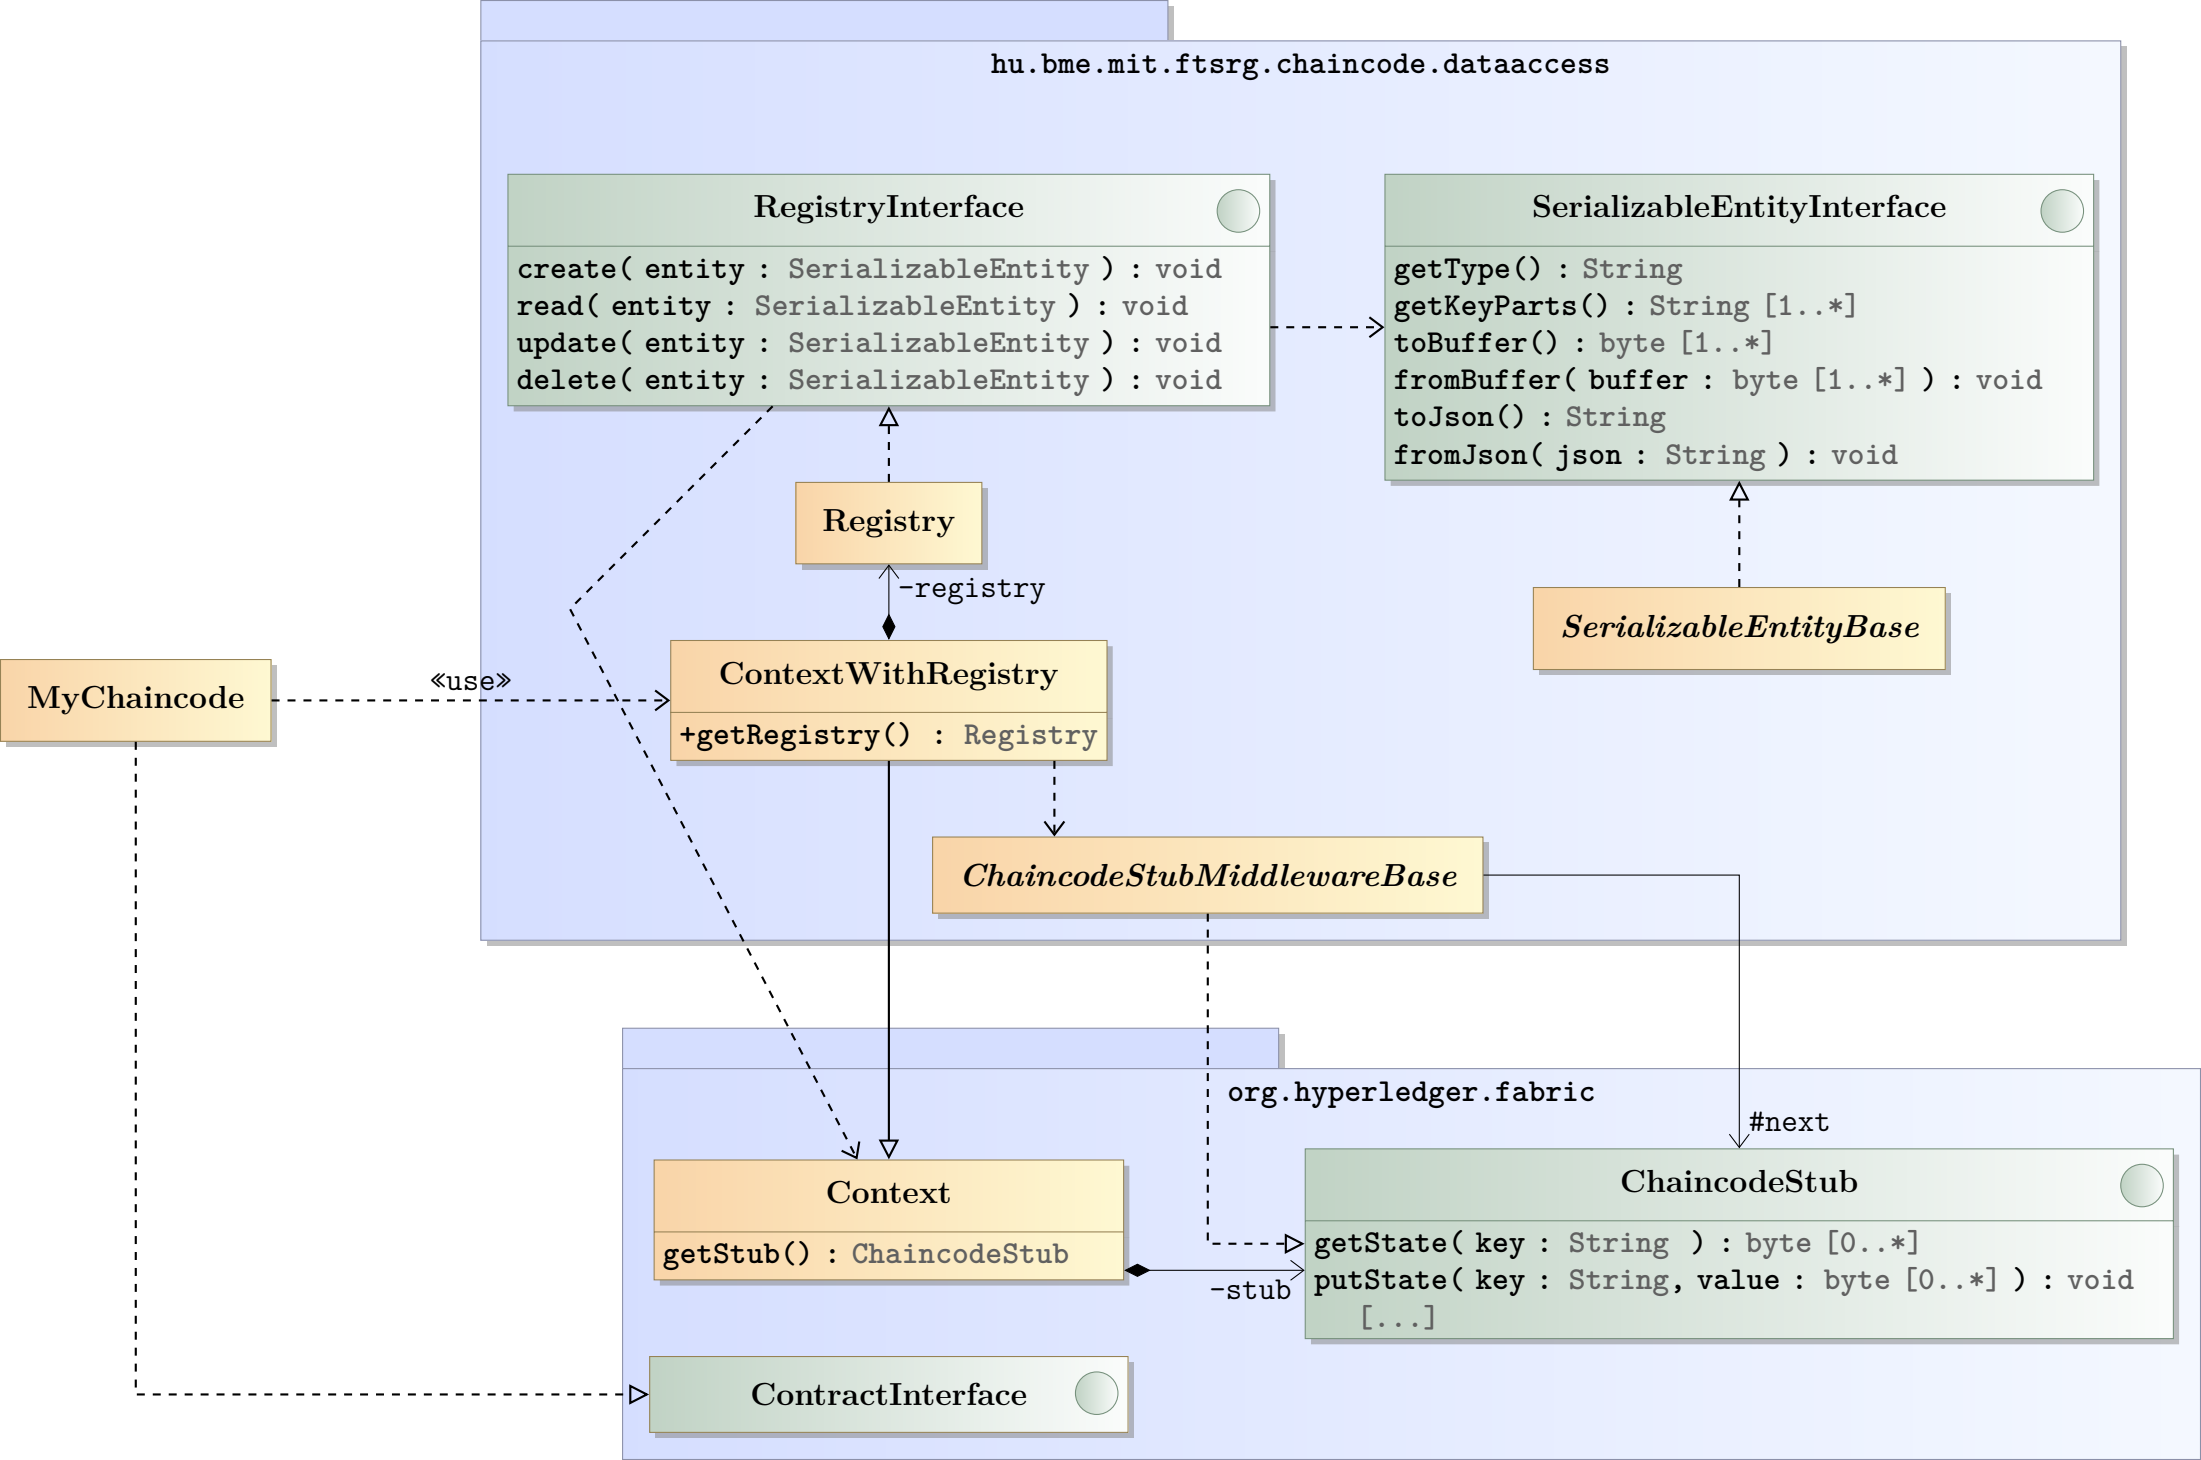 hu.bme.mit.ftsrg.chaincode.dataaccess
RegistryInterface
create( entity : SerializableEntity ) : void
read( entity : SerializableEntity ) : void
update( entity : SerializableEntity ) : void
delete( entity : SerializableEntity ) : void
SerializableEntityInterface
getType() : String
getKeyParts() : String [1..*]
toBuffer() : byte [1..*]
fromBuffer( buffer : byte [1..*] ) : void
toJson() : String
fromJson( json : String ) : void
Registry
-registry
SerializableEntityBase
MyChaincode
«use»
ContextWithRegistry
+getRegistry() : Registry
ChaincodeStubMiddlewareBase
org.hyperledger.fabric
#next
Context
getStub() : ChaincodeStub
-stub
ChaincodeStub
getState( key : String ) : byte [0..*]
putState( key : String, value : byte [0..*] ) : void
[...]
ContractInterface